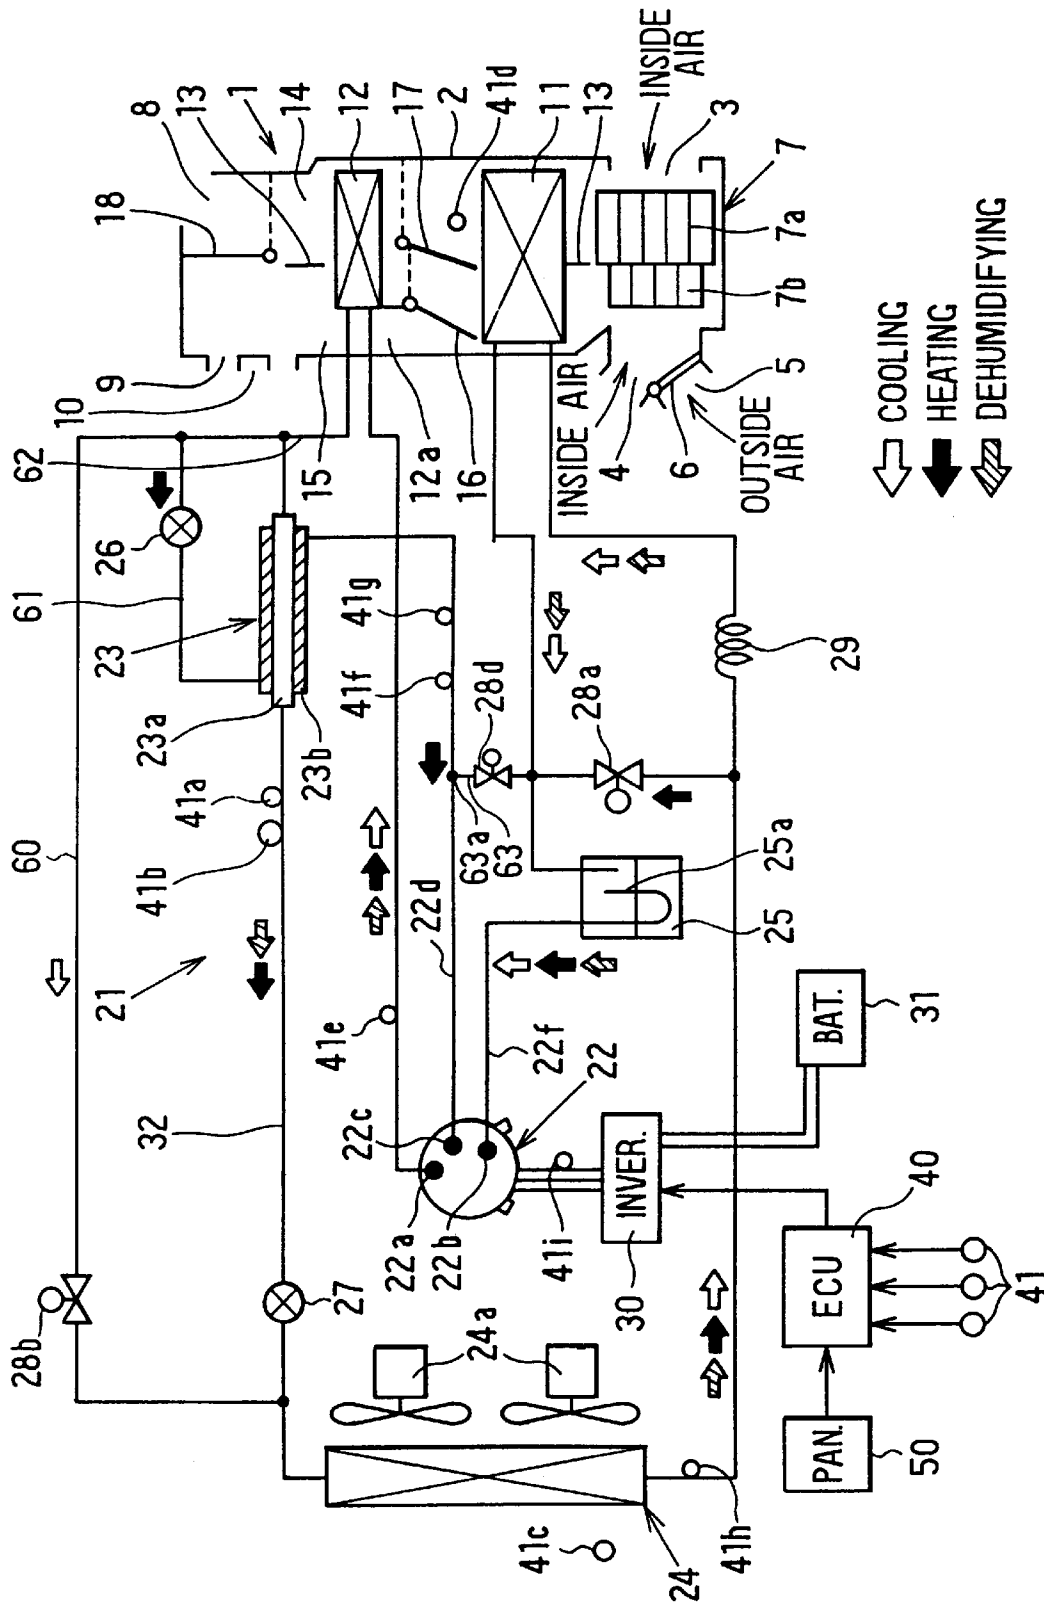 28b
60
61
62
21
41b
41a
23a
23
26
32
23b
10
9
18
13
8
15
1
14
27
41e
41f
41g
12a
12
22a
22c
22d
22b
63a
28d
16
17
24a
22f
63
41d
2
41c
41i
22
28a
INSIDE AIR
11
30
INVER.
4
13
24
25
25a
6
INSIDE
AIR
41h
29
OUTSIDE
AIR
5
7b
7a
3
7
PAN.
ECU
BAT.
50
40
31
41
COOLING
HEATING
DEHUMIDIFYING